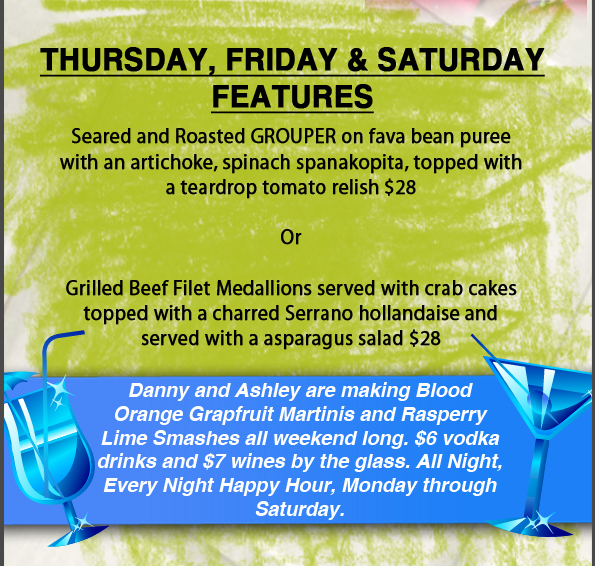 THURSDAY, FRIDAY & SATURDAY
FEATURES
Seared and Roasted GROUPER on fava bean puree
with an artichoke, spinach spanakopita, topped with
a teardrop tomato relish $28
Or
Grilled Beef Filet Medallions served with crab cakes
topped with a charred Serrano hollandaise and
served with a asparagus salad $28
Danny and Ashley are making Blood
Orange Grapfruit Martinis and Rasperry
Lime Smashes all weekend long. $6 vodka
drinks and $7 wines by the glass. All Night,
Every Night Happy Hour, Monday through
Saturday.